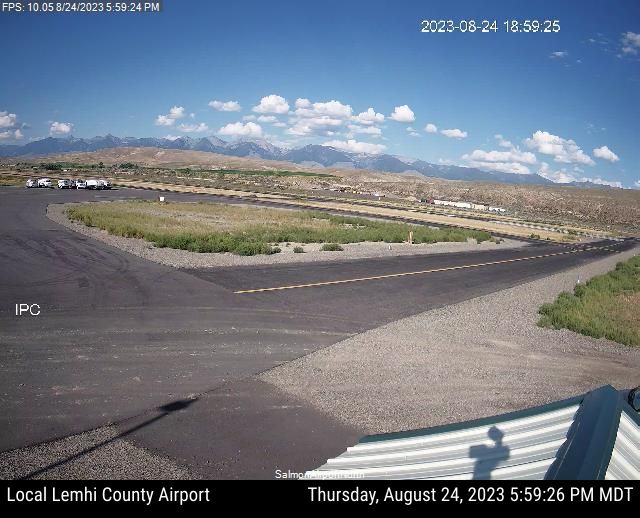 FPS: 10.05 8/24/2023 5:59:24 PM
2023-08-24 18:59:25
IPC
Local Lemhi County Airport
Thursday, August 24, 2023 5:59:26 PM MDT